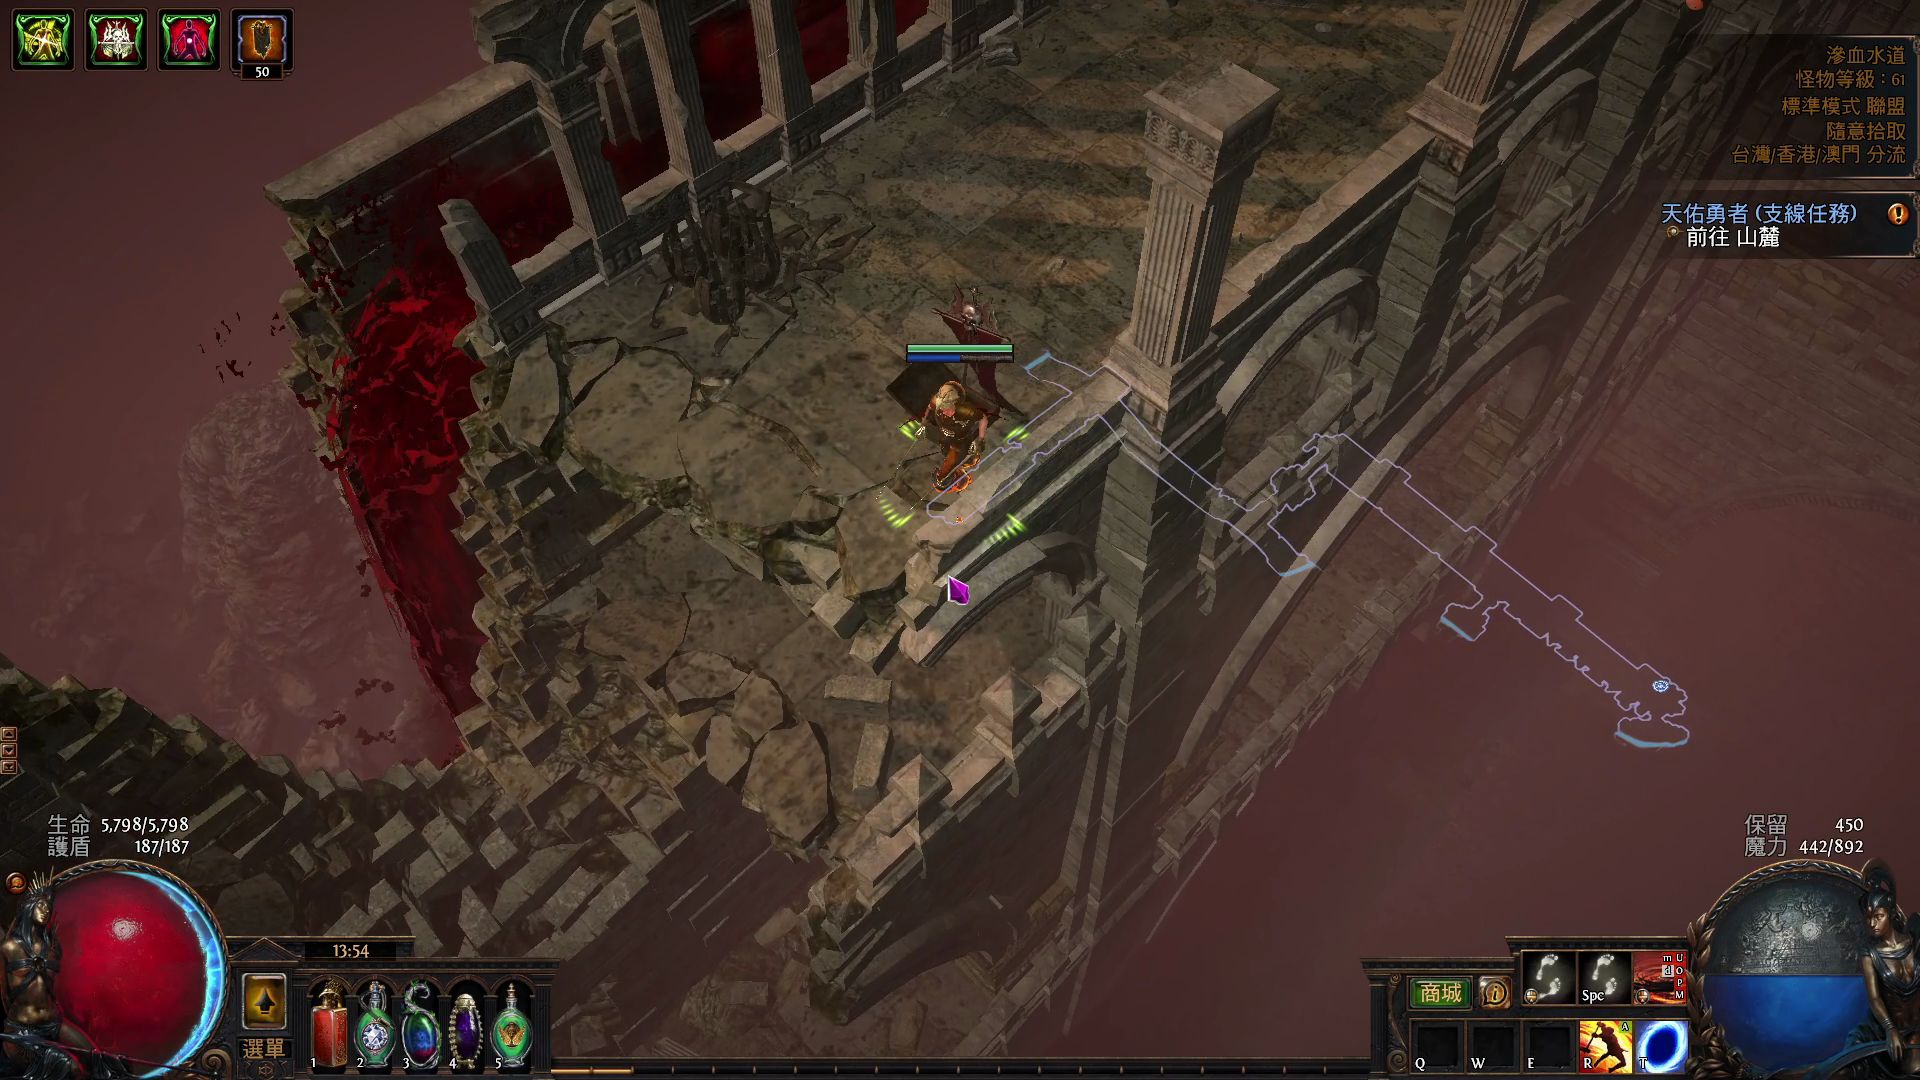 50
滲血水道
怪物等級：61
標準模式 聯盟
隨意拾取
台灣/香港/澳門 分流
天佑勇者 (支線任務)
前往 山麓
生命 5,798/5,798
護盾 187/187
保留 450
魔力 442/892
13:54
選單
1 2 3 4 5
商城
Spc
m U
d O
P
M
Q W E R A T